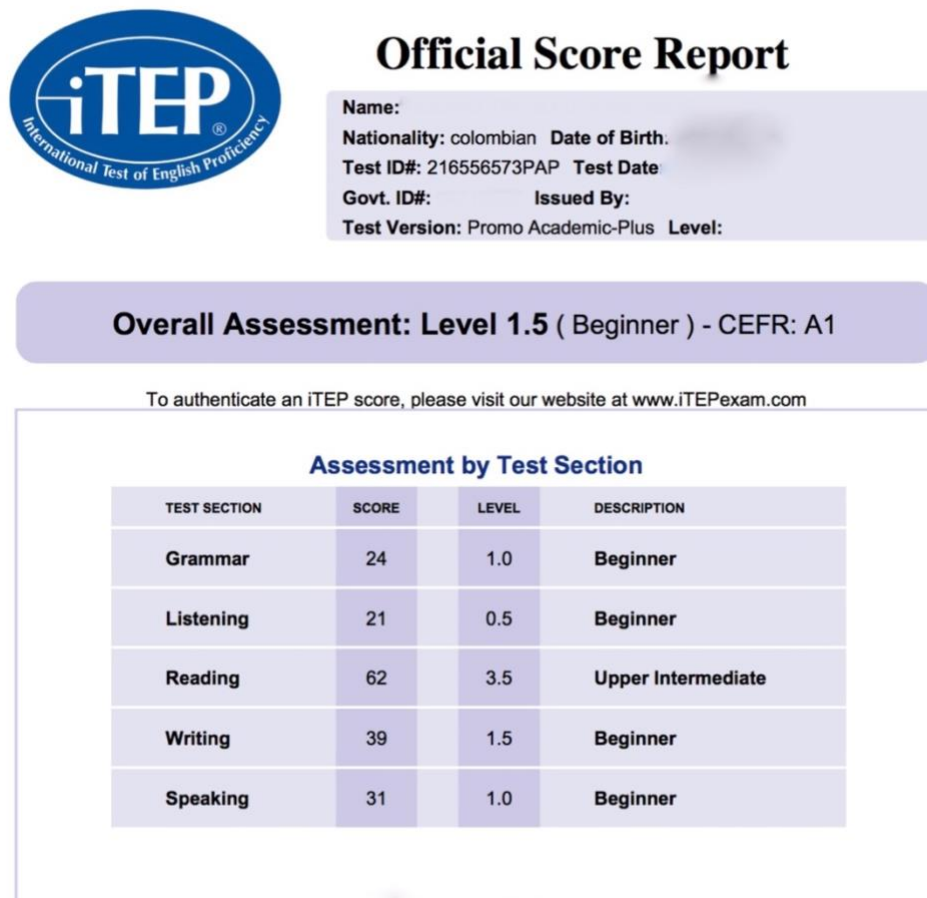 iTEP®
International Test of English Proficiency
Official Score Report
Name:
Nationality: colombian Date of Birth:
Test ID#: 216556573PAP Test Date:
Govt. ID#: Issued By:
Test Version: Promo Academic-Plus Level:
Overall Assessment: Level 1.5 ( Beginner ) - CEFR: A1
To authenticate an iTEP score, please visit our website at www.iTEPexam.com
Assessment by Test Section
TEST SECTION SCORE LEVEL DESCRIPTION
Grammar 24 1.0 Beginner
Listening 21 0.5 Beginner
Reading 62 3.5 Upper Intermediate
Writing 39 1.5 Beginner
Speaking 31 1.0 Beginner